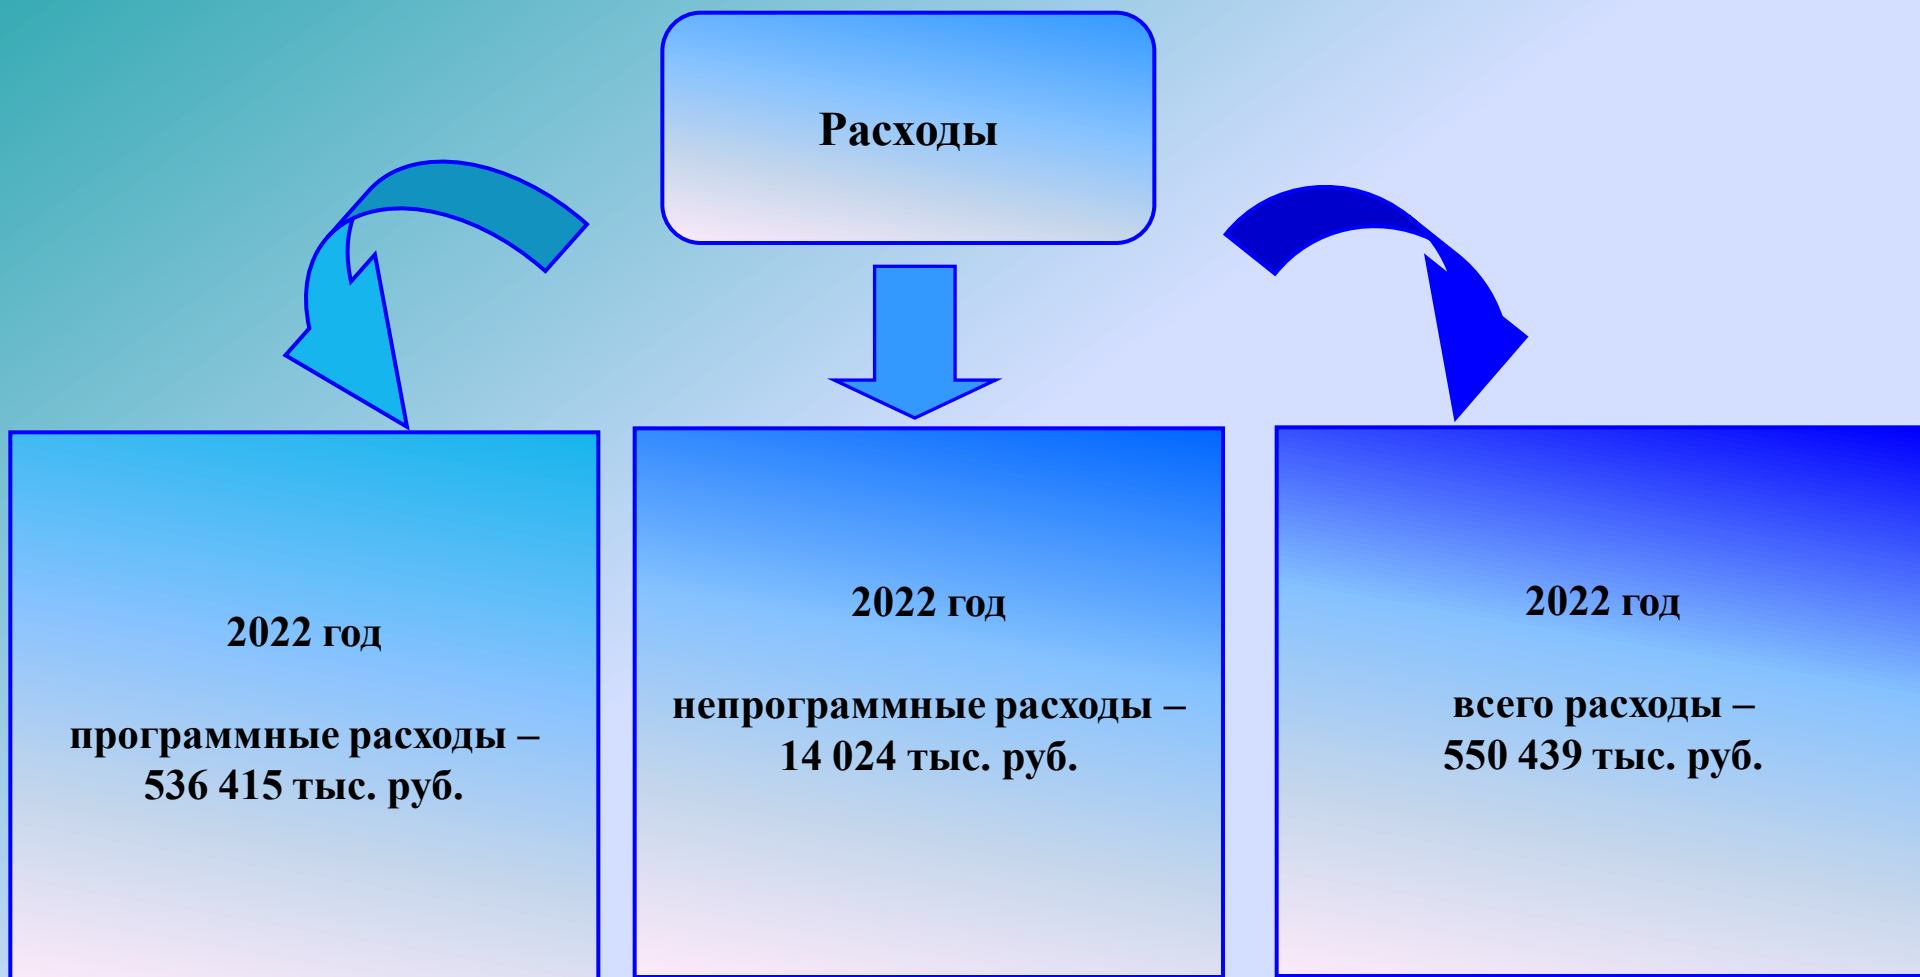 Расходы
2022 год
программные расходы –
536 415 тыс. руб.
2022 год
непрограммные расходы –
14 024 тыс. руб.
2022 год
всего расходы –
550 439 тыс. руб.